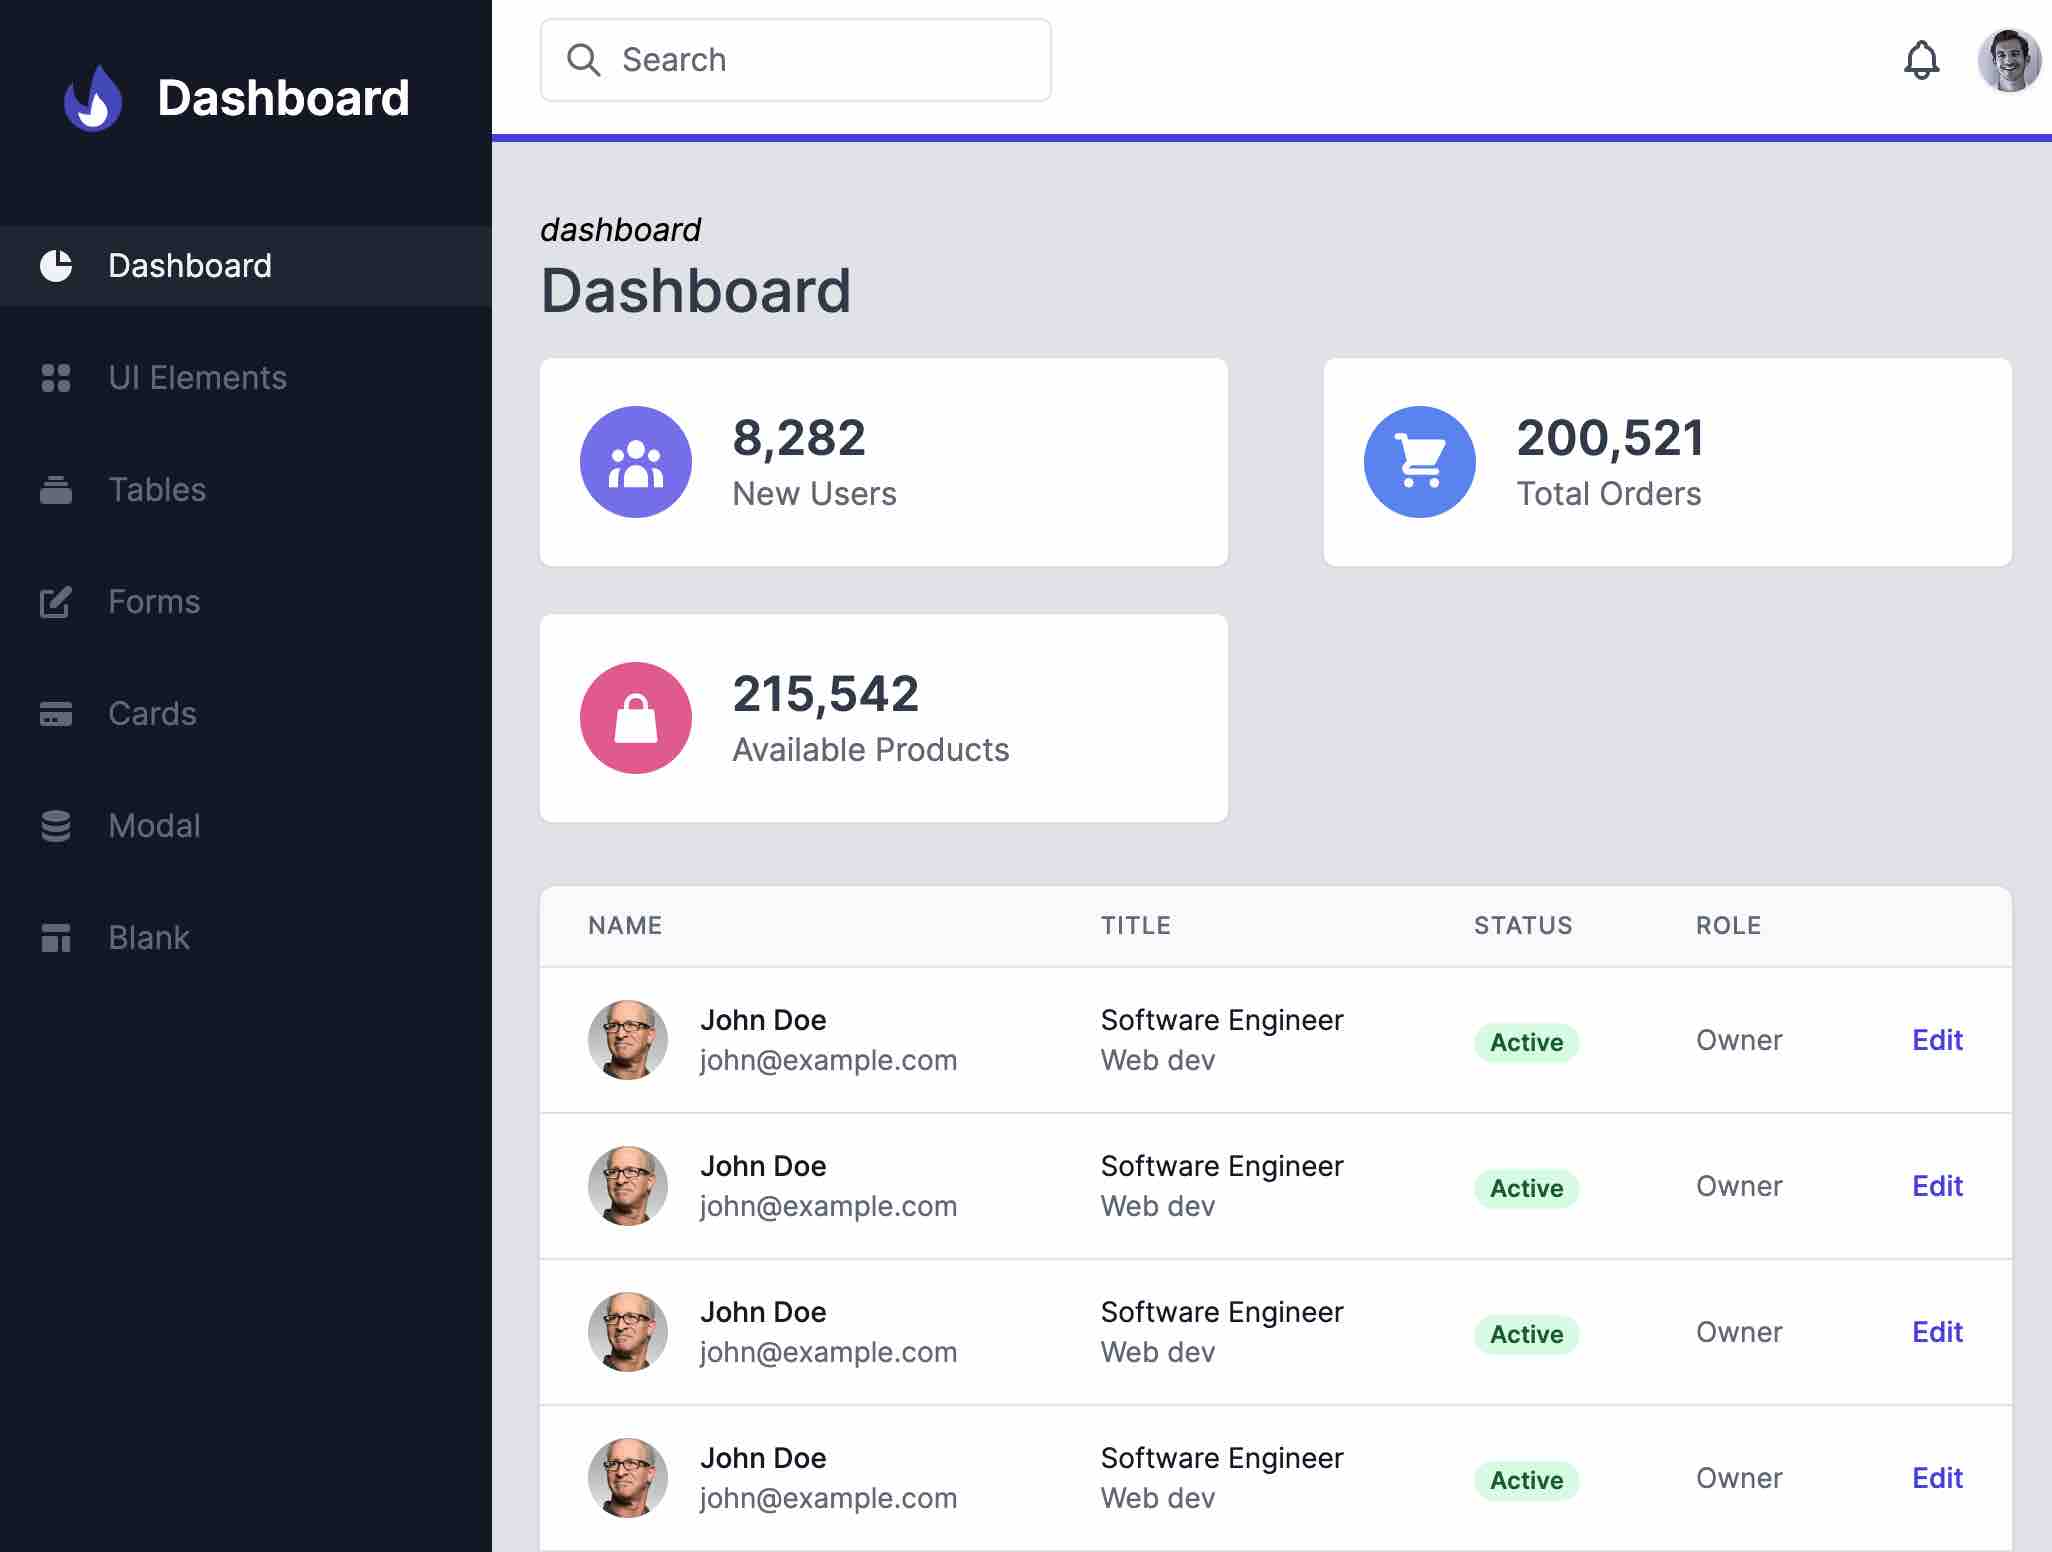 Dashboard
Search
Dashboard
UI Elements
Tables
Forms
Cards
Modal
Blank
dashboard
Dashboard
8,282
New Users
200,521
Total Orders
215,542
Available Products
NAME TITLE STATUS ROLE
John Doe Software Engineer
john@example.com Web dev Active Owner Edit
John Doe Software Engineer
john@example.com Web dev Active Owner Edit
John Doe Software Engineer
john@example.com Web dev Active Owner Edit
John Doe Software Engineer
john@example.com Web dev Active Owner Edit